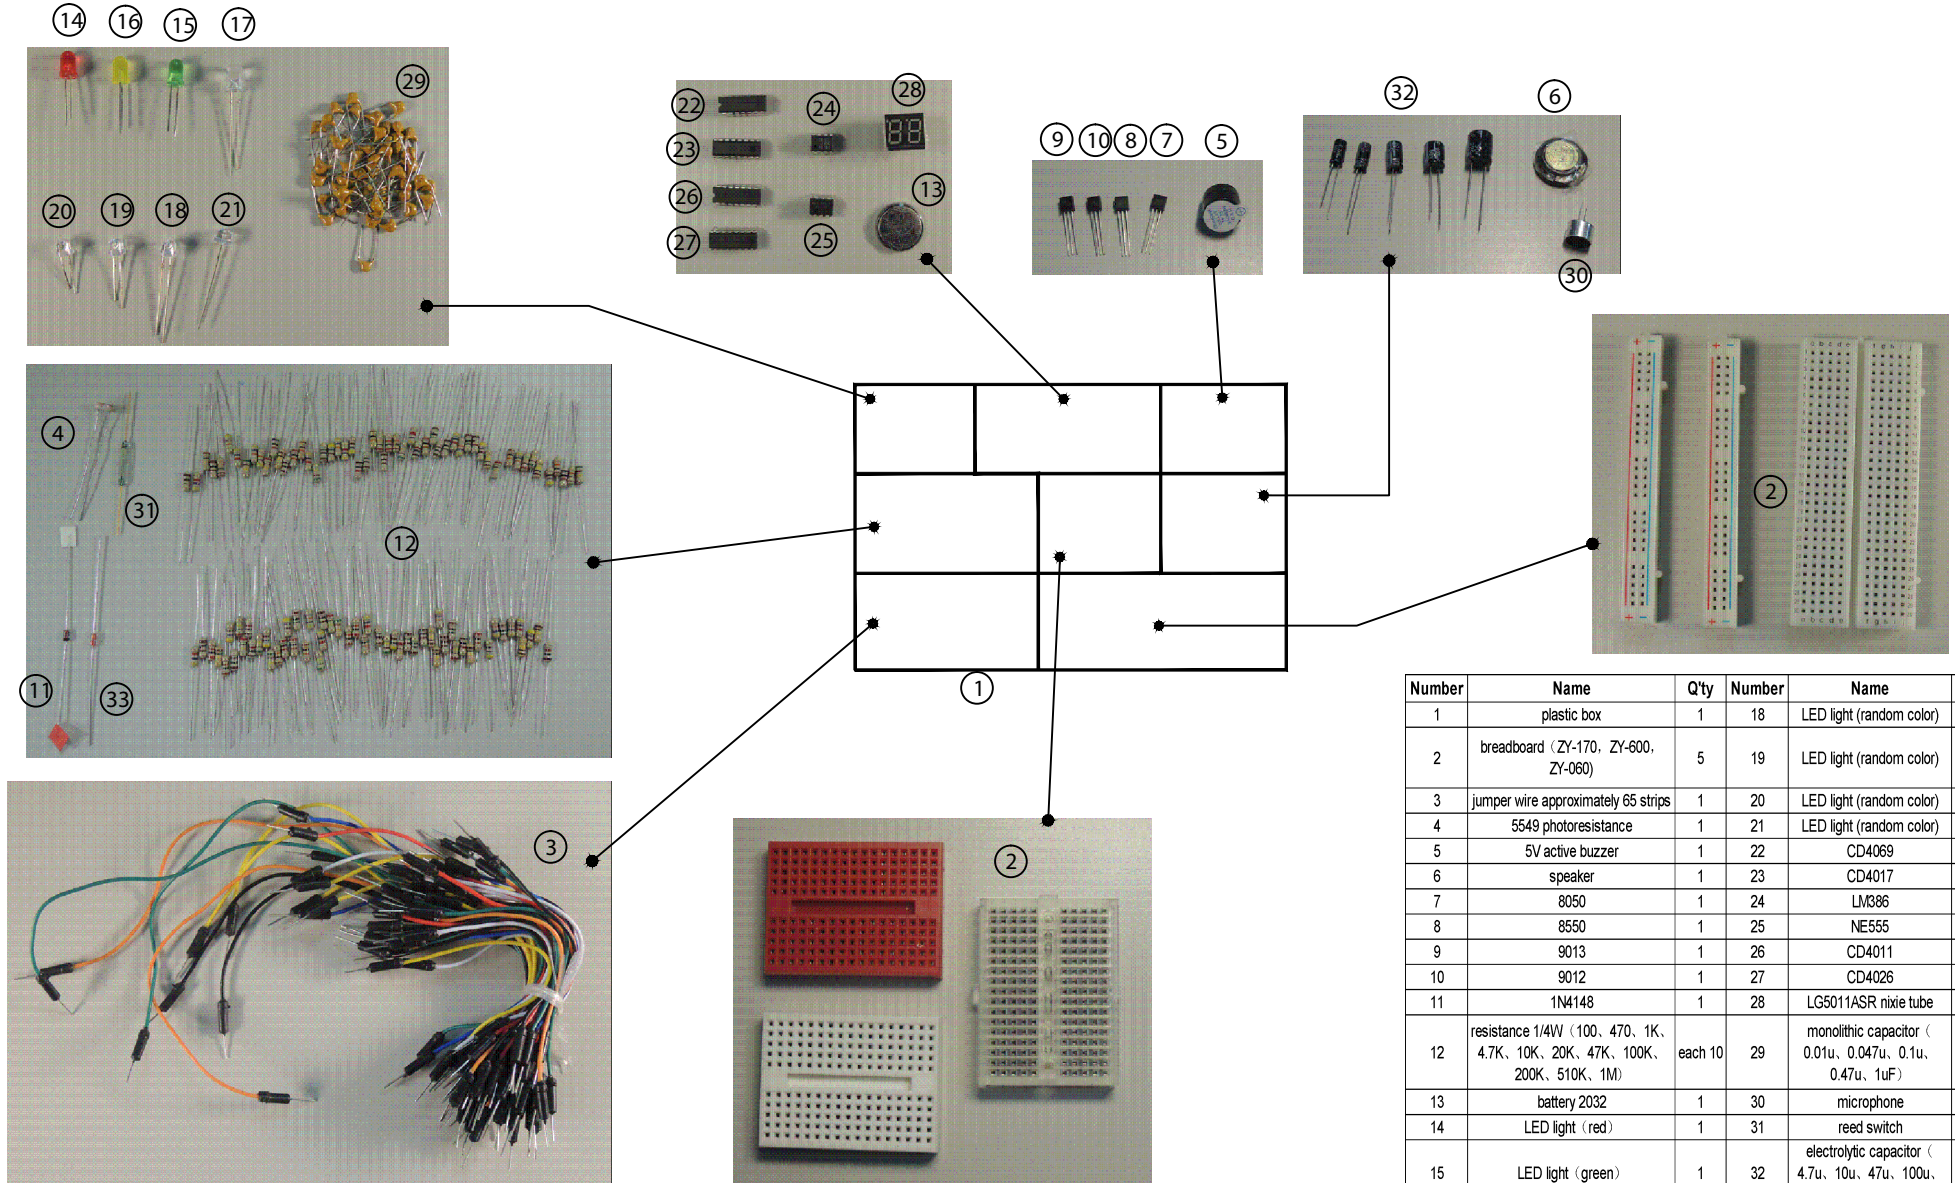 14 16 15 17
29
20 19 18 21
22 24 28
23
26 13
27 25
9 10 8 7 5
32 6
30
4
31
12
11 33
2
1
3
2
Number Name Q'ty Number Name
1 plastic box 1 18 LED light (random color)
2 breadboard（ZY-170，ZY-600， 5 19 LED light (random color)
ZY-060)
3 jumper wire approximately 65 strips 1 20 LED light (random color)
4 5549 photoresistance 1 21 LED light (random color)
5 5V active buzzer 1 22 CD4069
6 speaker 1 23 CD4017
7 8050 1 24 LM386
8 8550 1 25 NE555
9 9013 1 26 CD4011
10 9012 1 27 CD4026
11 1N4148 1 28 LG5011ASR nixie tube
12 resistance 1/4W（100、470、1K、 each 10 29 monolithic capacitor（
4.7K、10K、20K、47K、100K、 0.01u、0.047u、0.1u、
200K、510K、1M） 0.47u、1uF）
13 battery 2032 1 30 microphone
14 LED light（red） 1 31 reed switch
15 LED light（green） 1 32 electrolytic capacitor（
4.7u、10u、47u、100u、